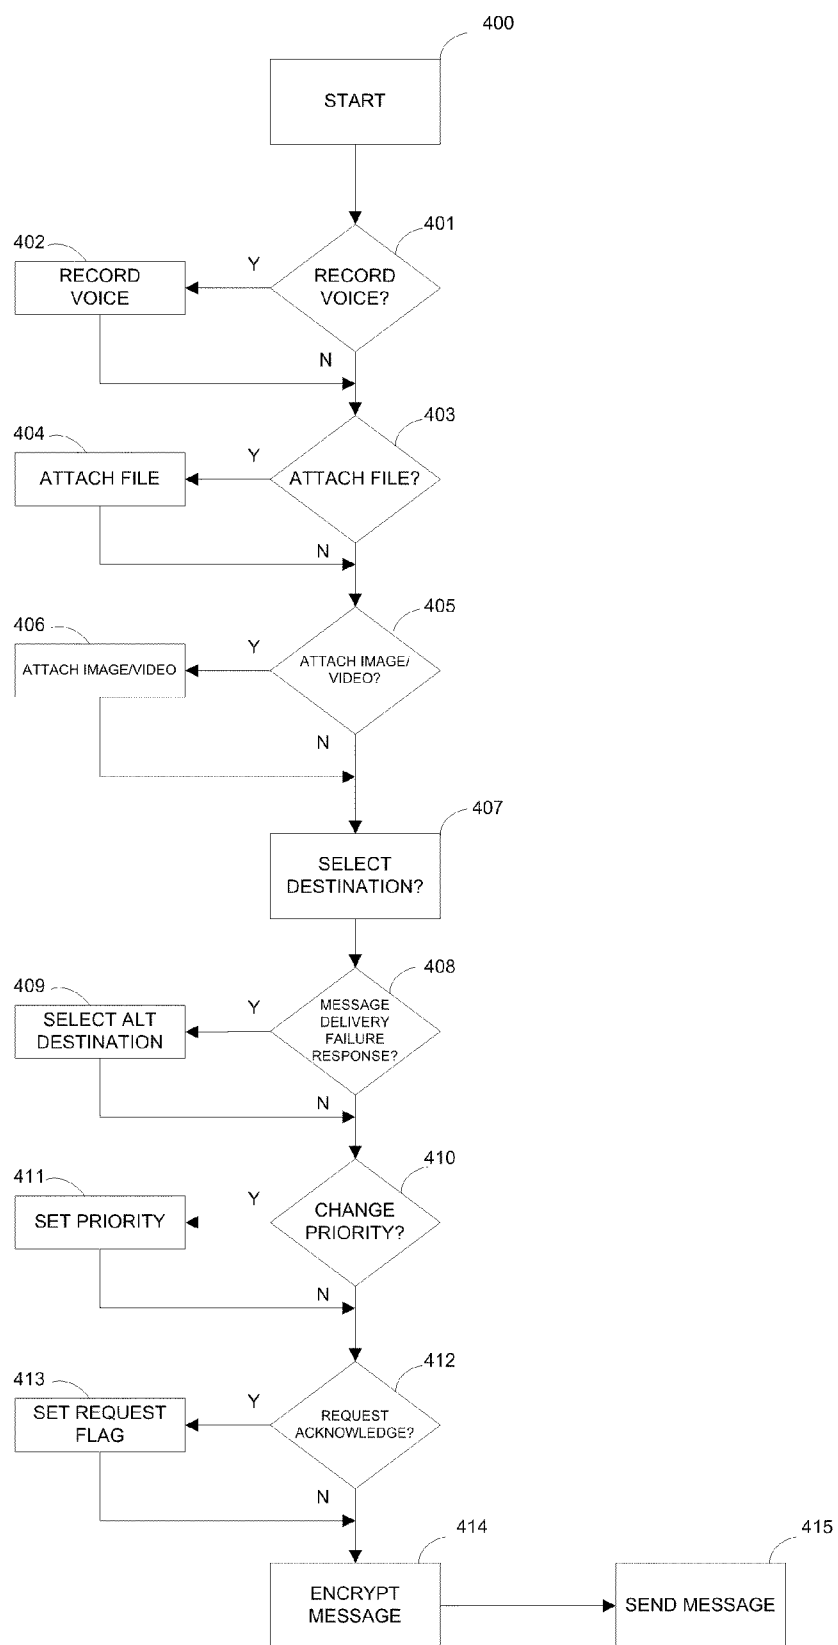 400
START
401
402
Y
RECORD
VOICE
RECORD
VOICE?
N
403
404
Y
ATTACH FILE
ATTACH FILE?
N
405
406
Y
ATTACH IMAGE/VIDEO
ATTACH IMAGE/
VIDEO?
N
407
SELECT
DESTINATION?
408
409
Y
SELECT ALT
DESTINATION
MESSAGE
DELIVERY
FAILURE
RESPONSE?
N
410
411
Y
SET PRIORITY
CHANGE
PRIORITY?
N
412
413
Y
SET REQUEST
FLAG
REQUEST
ACKNOWLEDGE?
N
414
415
ENCRYPT
MESSAGE
SEND MESSAGE